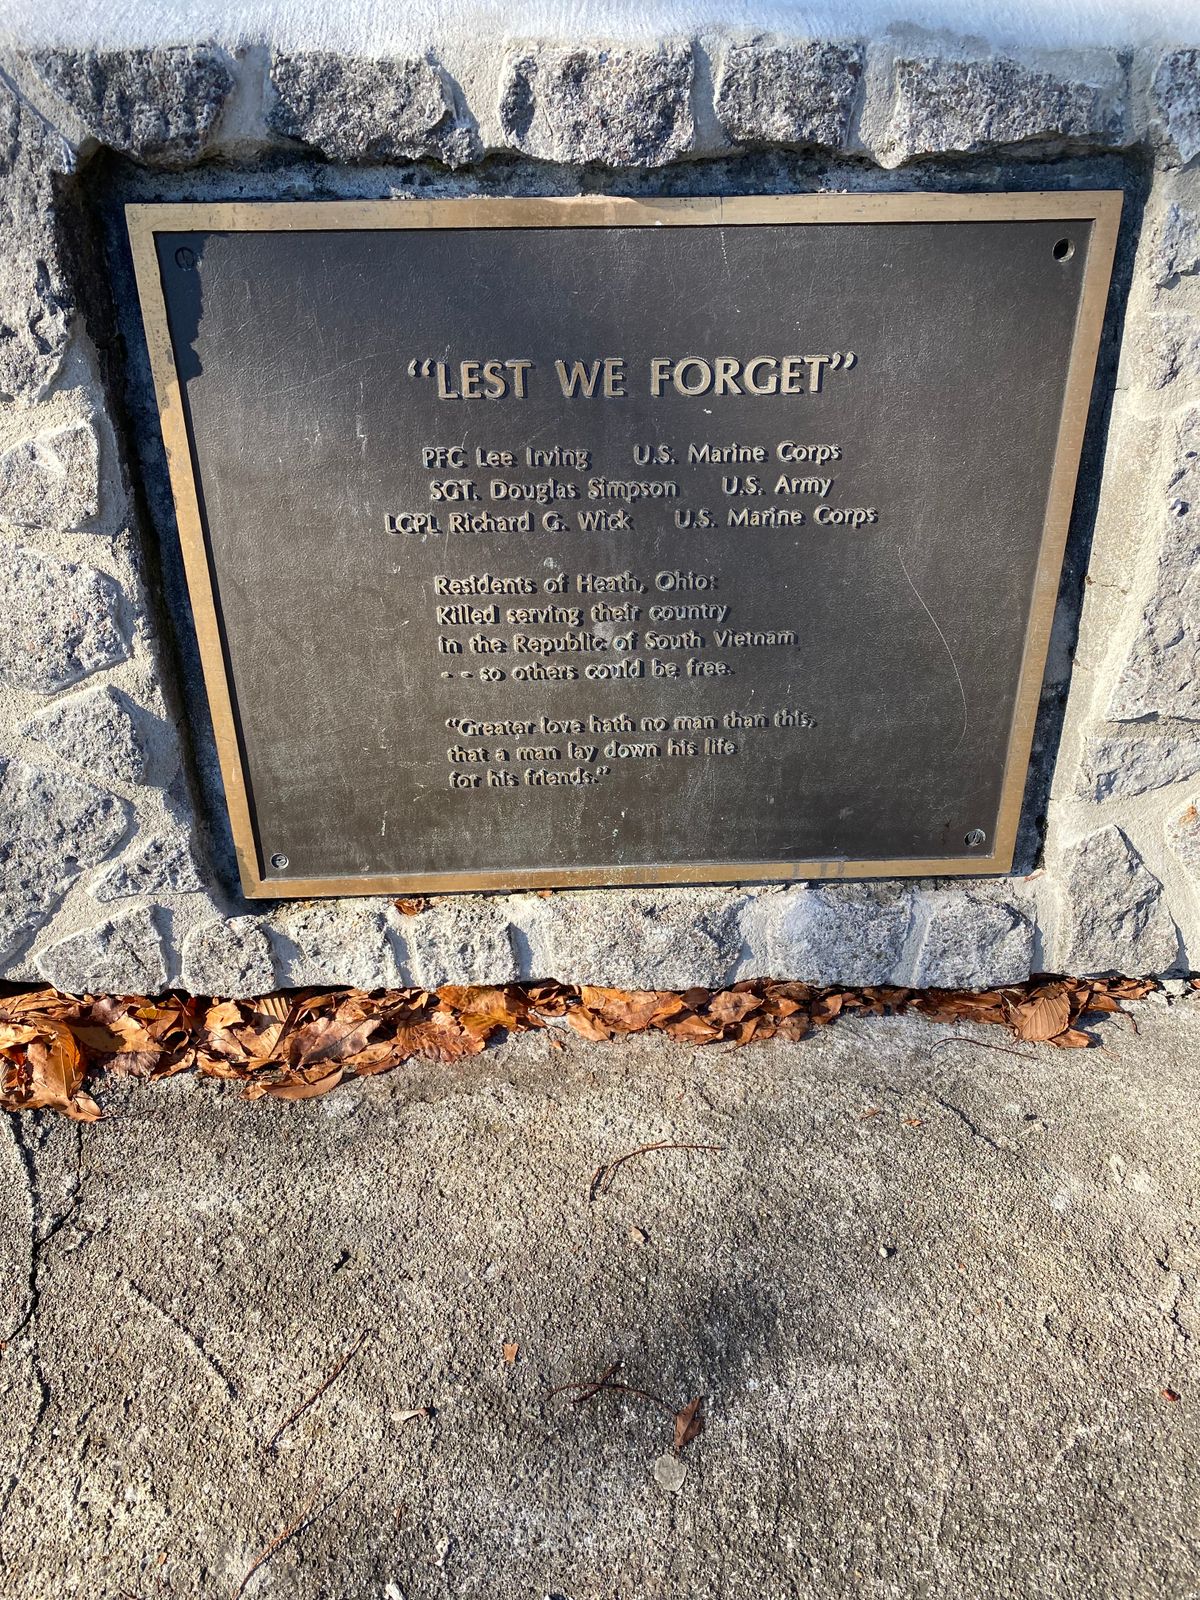 “LEST WE FORGET”
PFC Lee Irving U.S. Marine Corps
SGT. Douglas Simpson U.S. Army
LCPL Richard G. Wick U.S. Marine Corps
Residents of Heath, Ohio:
Killed serving their country
in the Republic of South Vietnam
- - so others could be free.
“Greater love hath no man than this,
that a man lay down his life
for his friends.”